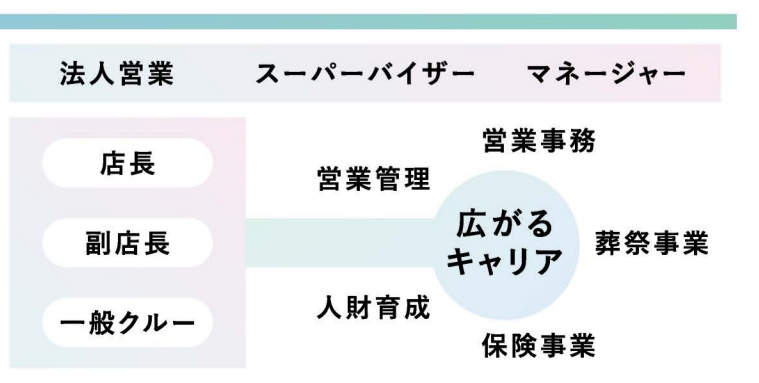 法人営業 スーパーバイザー マネージャー
店長
副店長
一般クルー
営業管理
営業事務
広がる
キャリア
葬祭事業
人財育成
保険事業